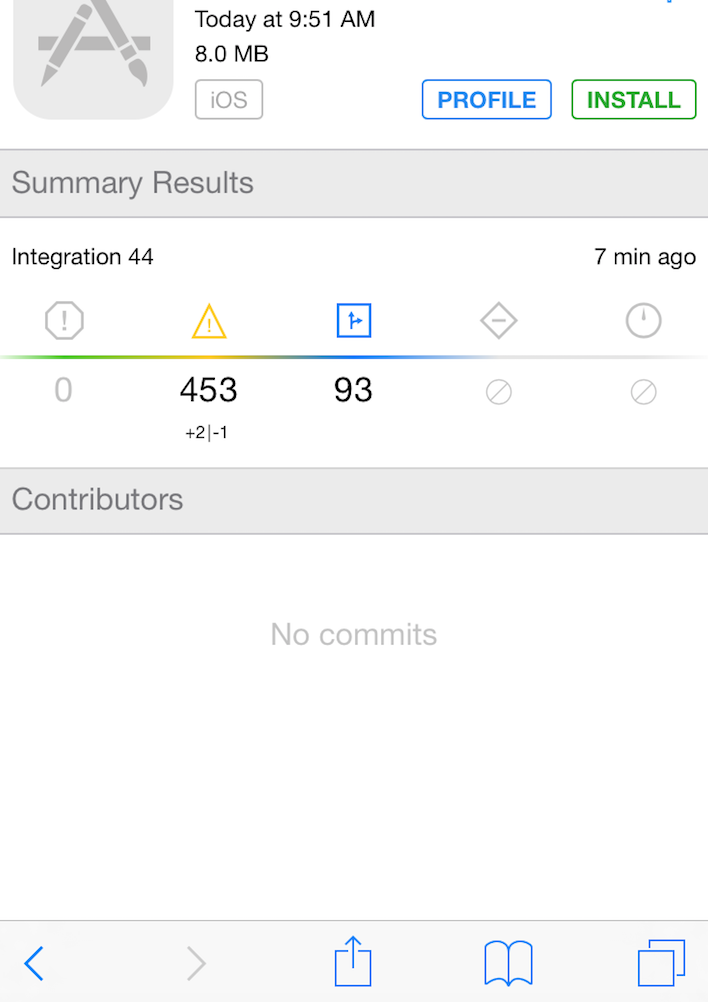 Today at 9:51 AM
8.0 MB
iOS PROFILE INSTALL
Summary Results
Integration 44 7 min ago
0 453 93
+2|-1
Contributors
No commits